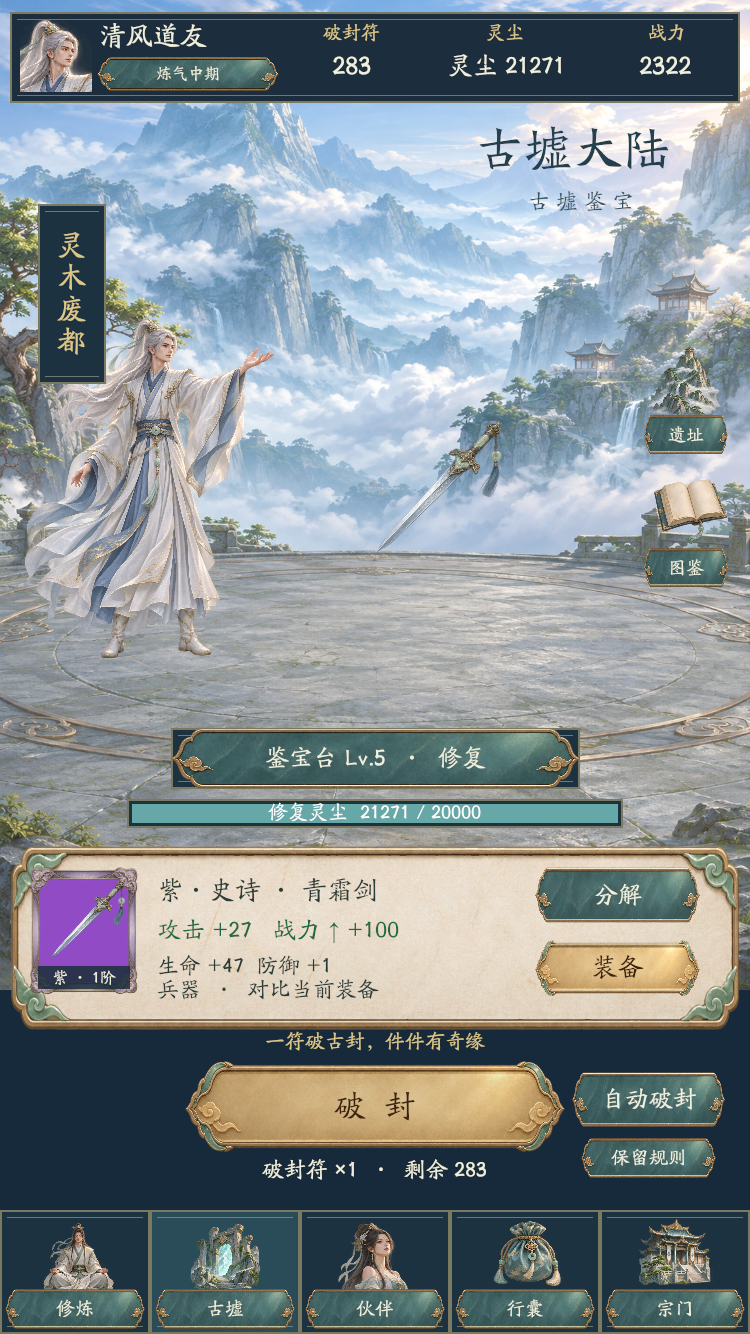 清风道友
炼气中期
破封符
283
灵尘
灵尘 21271
战力
2322
古墟大陆
古墟鉴宝
灵木废都
遗址
图鉴
鉴宝台 Lv.5 · 修复
修复灵尘 21271 / 20000
紫 · 史诗 · 青霜剑
攻击 +27 战力 ↑ +100
生命 +47 防御 +1
兵器 · 对比当前装备
紫 · 1阶
分解
装备
一符破古封，件件有奇缘
破 封
自动破封
破封符 ×1 · 剩余 283
保留规则
修炼
古墟
伙伴
行囊
宗门